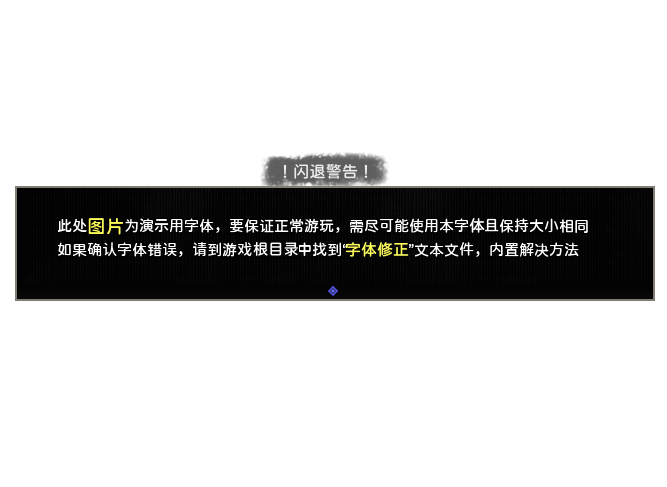 ！闪退警告！
此处图片为演示用字体，要保证正常游玩，需尽可能使用本字体且保持大小相同
如果确认字体错误，请到游戏根目录中找到“字体修正”文本文件，内置解决方法